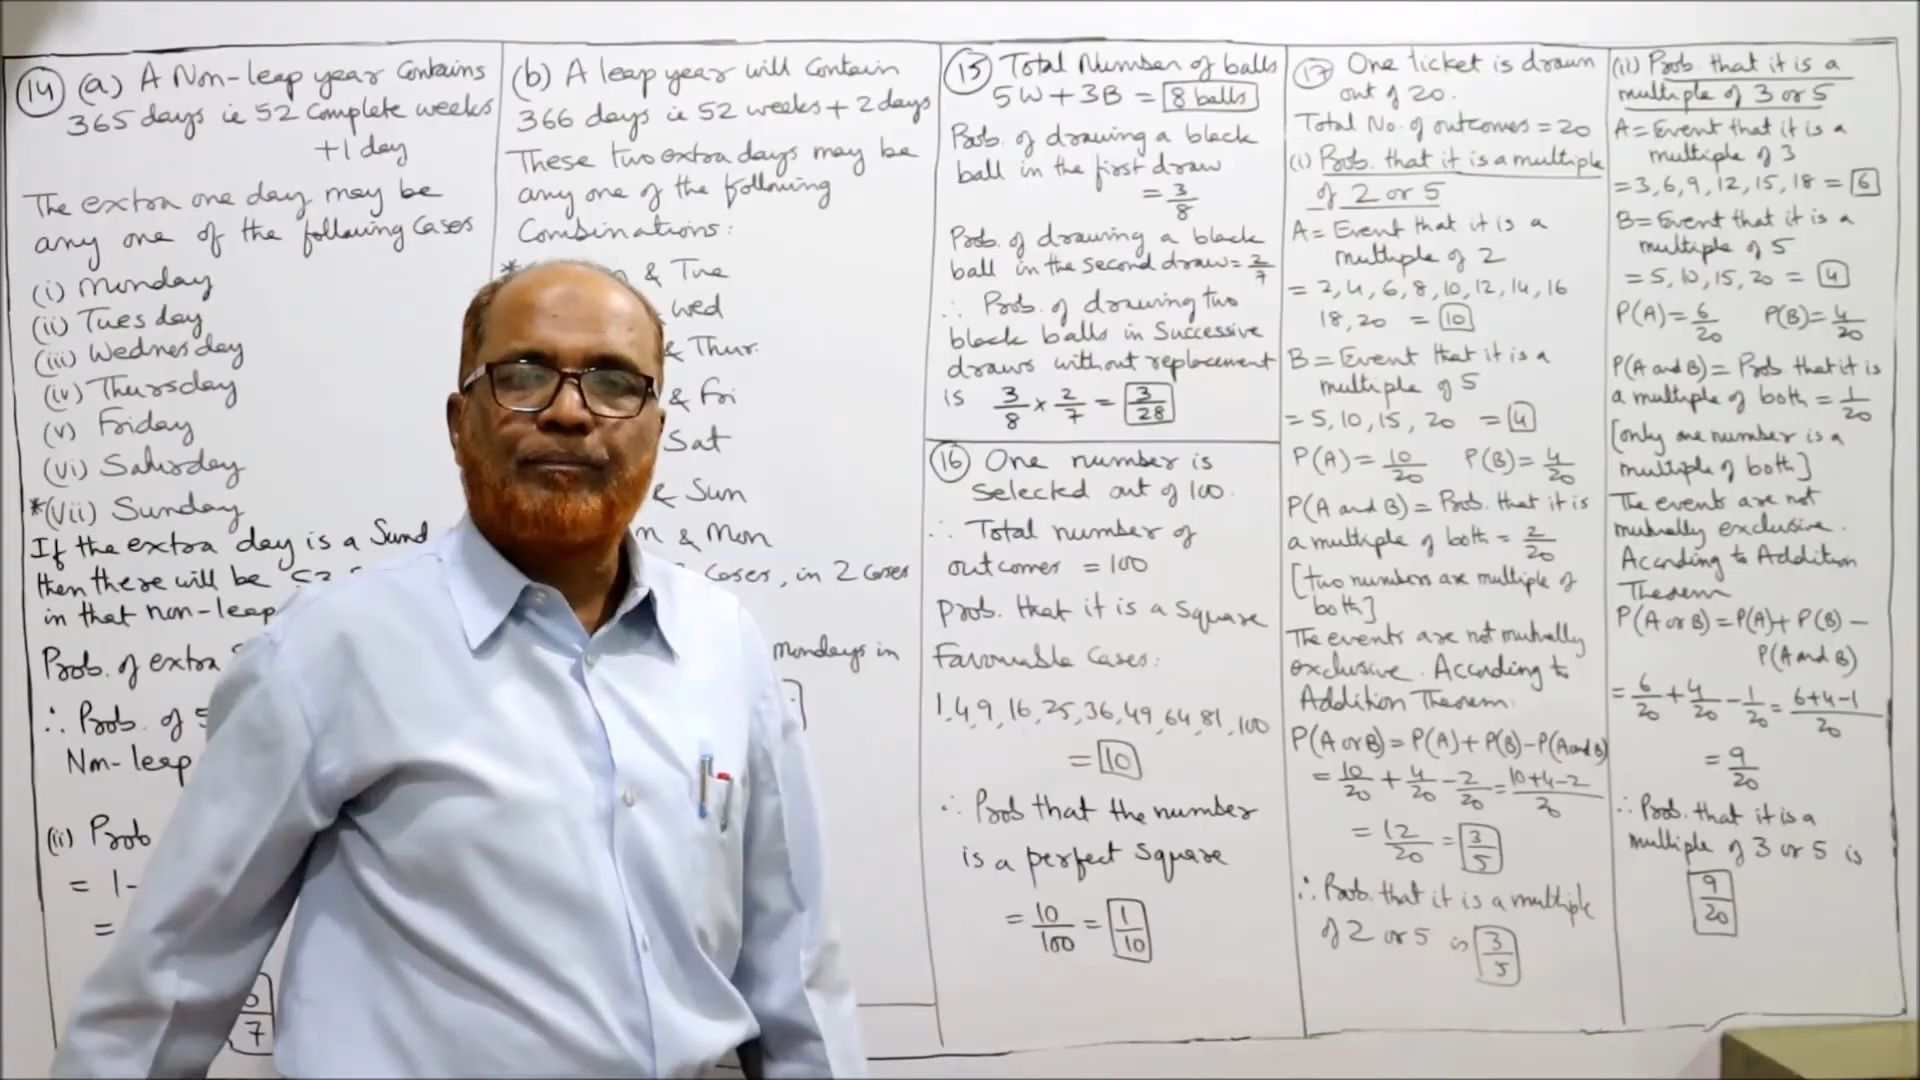 14 (a) A Non-leap year Contains
365 days ie 52 Complete weeks
+1 day
The extra one day may be
any one of the following Cases
(i) Monday
(ii) Tuesday
(iii) Wednesday
(iv) Thursday
(v) Friday
(vi) Saturday
*(vii) Sunday
If the extra day is a Sund
then there will be 52
in that non-leap
Prob. of extra
∴ Prob. of 5
Non-leap
(ii) Prob
= 1-
=
7
(b) A leap year will Contain
366 days ie 52 weeks + 2 days
These two extra days may be
any one of the following
Combinations:
* & Tue
Wed
& Thur.
& Fri
Sat
& Sun
n & Mon
Cases, in 2 Cases
mondays in
15 Total Number of balls
5W + 3B = 8 balls
Prob. of drawing a black
ball in the first draw
= 3/8
Prob. of drawing a black
ball in the second draw = 2/7
∴ Prob. of drawing two
black balls in Successive
draws without replacement
is 3/8 × 2/7 = 3/28
16 One number is
Selected out of 100.
∴ Total number of
outcomes = 100
Prob. that it is a Square
Favourable Cases:
1,4,9,16,25,36,49,64,81,100
= 10
∴ Prob that the number
is a perfect Square
= 10/100 = 1/10
17 One ticket is drawn
out of 20.
Total No. of outcomes = 20
(i) Prob. that it is a multiple
of 2 or 5
A = Event that it is a
multiple of 2
= 2, 4, 6, 8, 10, 12, 14, 16
18, 20 = 10
B = Event that it is a
multiple of 5
= 5, 10, 15, 20 = 4
P(A) = 10/20 P(B) = 4/20
P(A and B) = Prob. that it is
a multiple of both = 2/20
[two numbers are multiple of
both]
The events are not mutually
exclusive. According to
Addition Theorem.
P(A or B) = P(A) + P(B) - P(A and B)
= 10/20 + 4/20 - 2/20 = 10+4-2/20
= 12/20 = 3/5
∴ Prob. that it is a multiple
of 2 or 5 is 3/5
(ii) Prob. that it is a
multiple of 3 or 5
A = Event that it is a
multiple of 3
= 3, 6, 9, 12, 15, 18 = 6
B = Event that it is a
multiple of 5
= 5, 10, 15, 20 = 4
P(A) = 6/20 P(B) = 4/20
P(A and B) = Prob that it is
a multiple of both = 1/20
[only one number is a
multiple of both]
The events are not
mutually exclusive.
According to Addition
Theorem
P(A or B) = P(A) + P(B) -
P(A and B)
= 6/20 + 4/20 - 1/20 = 6+4-1/20
= 9/20
∴ Prob. that it is a
multiple of 3 or 5 is
9/20